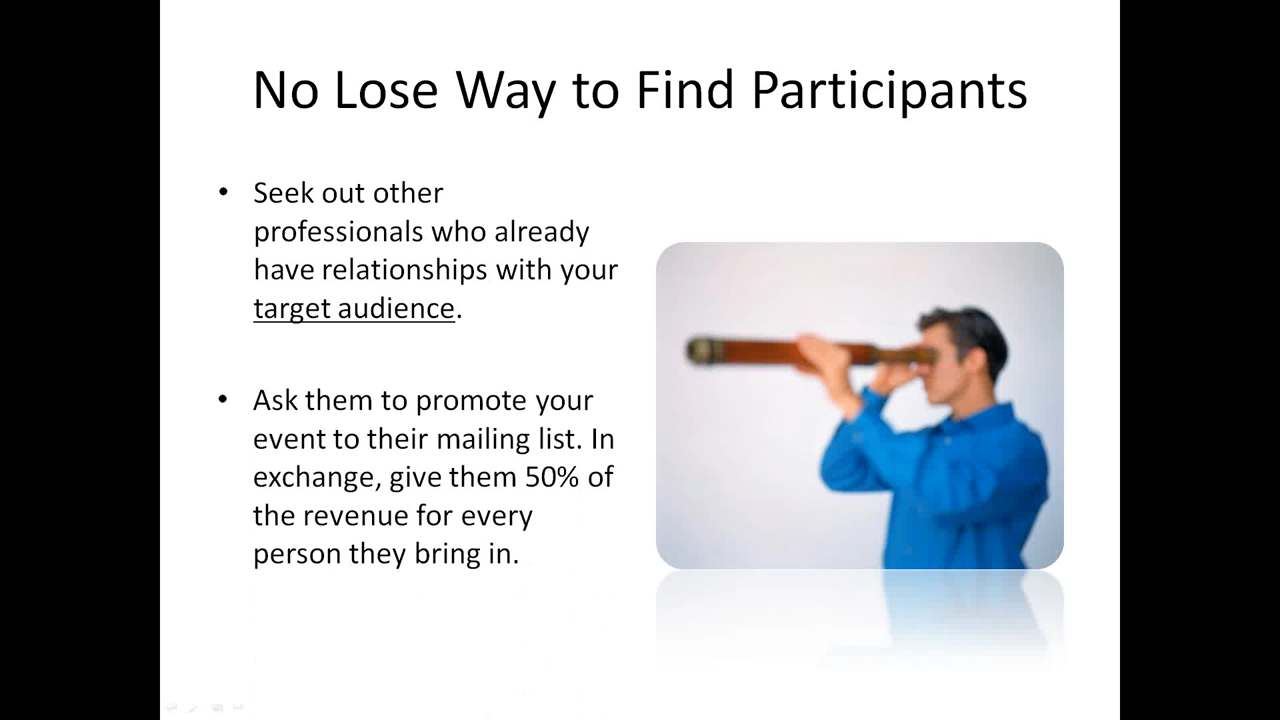 No Lose Way to Find Participants
• Seek out other
professionals who already
have relationships with your
target audience.
• Ask them to promote your
event to their mailing list. In
exchange, give them 50% of
the revenue for every
person they bring in.